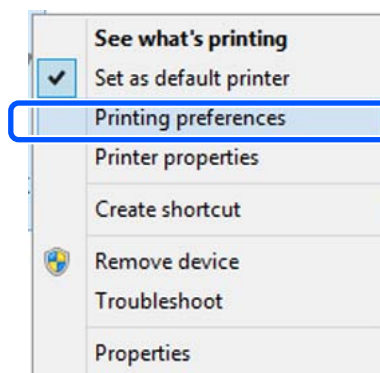 See what's printing
Set as default printer
Printing preferences
Printer properties
Create shortcut
Remove device
Troubleshoot
Properties